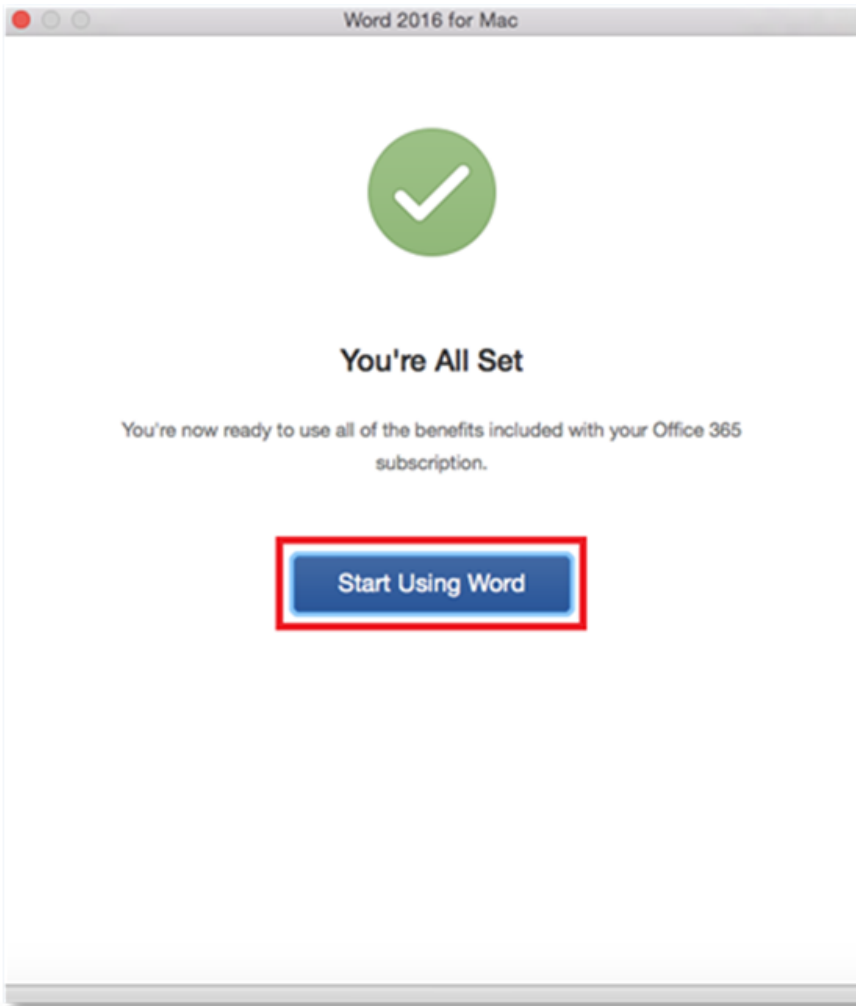 Word 2016 for Mac
You're All Set
You're now ready to use all of the benefits included with your Office 365
subscription.
Start Using Word